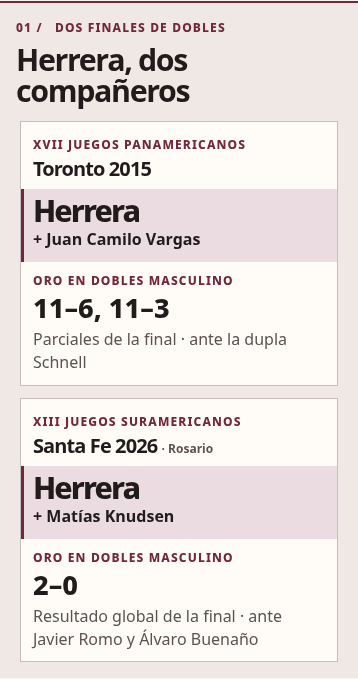 01 / DOS FINALES DE DOBLES
Herrera, dos
compañeros
XVII JUEGOS PANAMERICANOS
Toronto 2015
Herrera
+ Juan Camilo Vargas
ORO EN DOBLES MASCULINO
11–6, 11–3
Parciales de la final · ante la dupla
Schnell
XIII JUEGOS SURAMERICANOS
Santa Fe 2026 · Rosario
Herrera
+ Matías Knudsen
ORO EN DOBLES MASCULINO
2–0
Resultado global de la final · ante
Javier Romo y Álvaro Buenaño